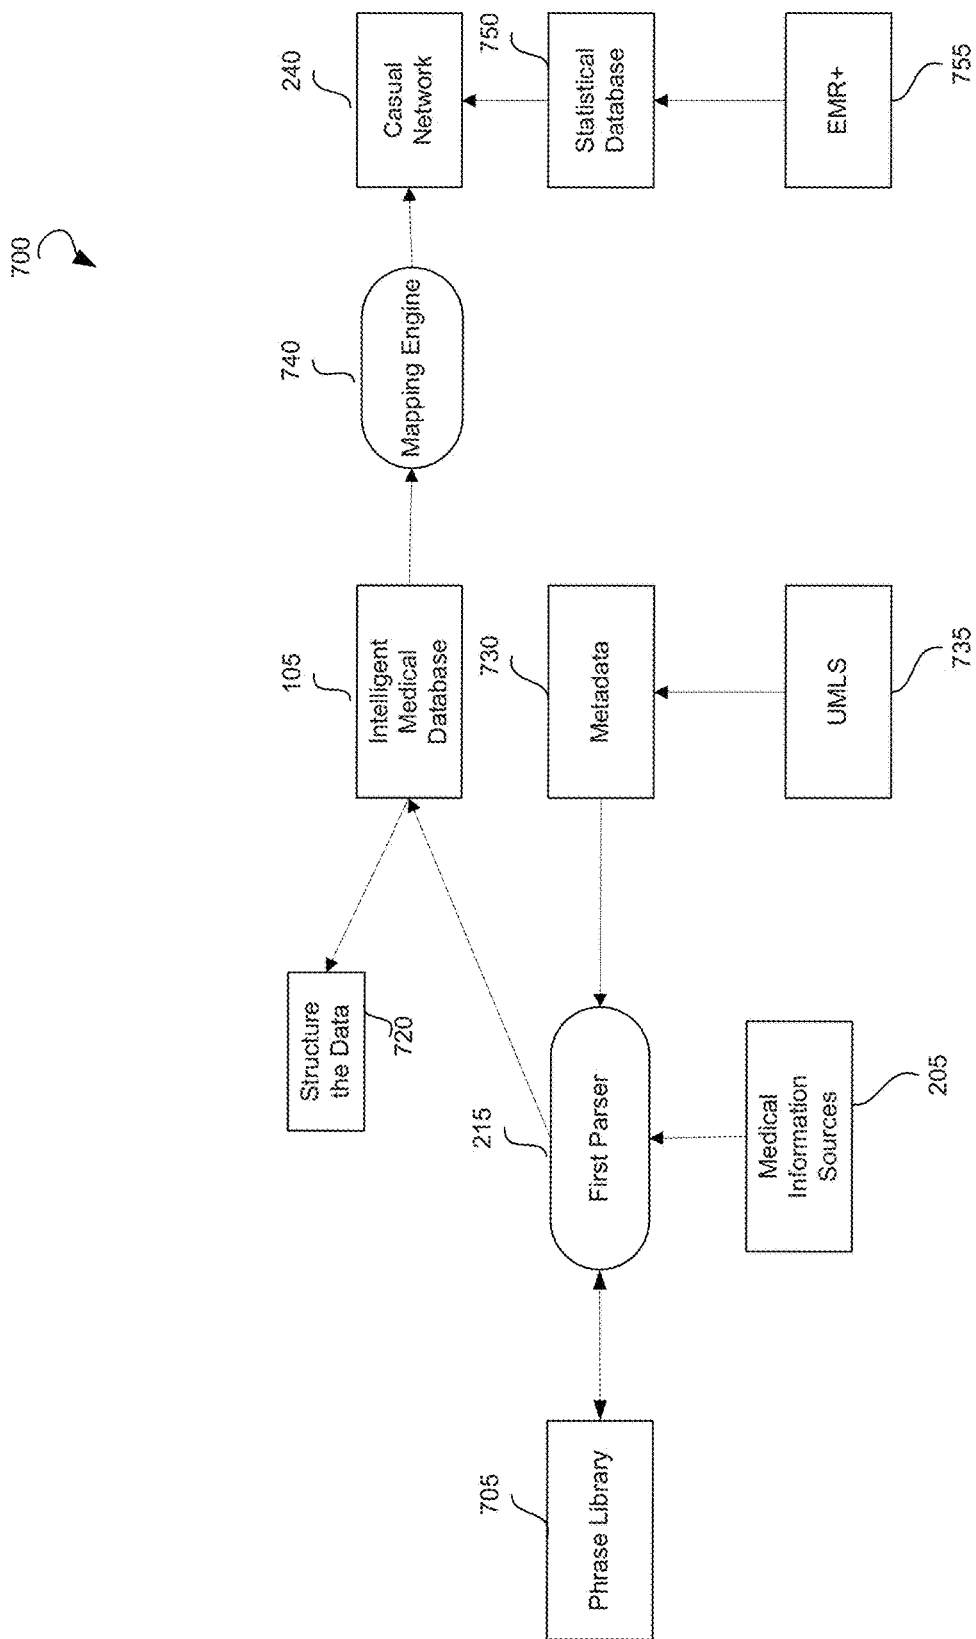 700
720
Structure
the Data
105
Intelligent
Medical
Database
740
Mapping Engine
240
Casual
Network
705
Phrase Library
215
First Parser
730
Metadata
750
Statistical
Database
Medical
Information
Sources
205
UMLS
735
EMR+
755